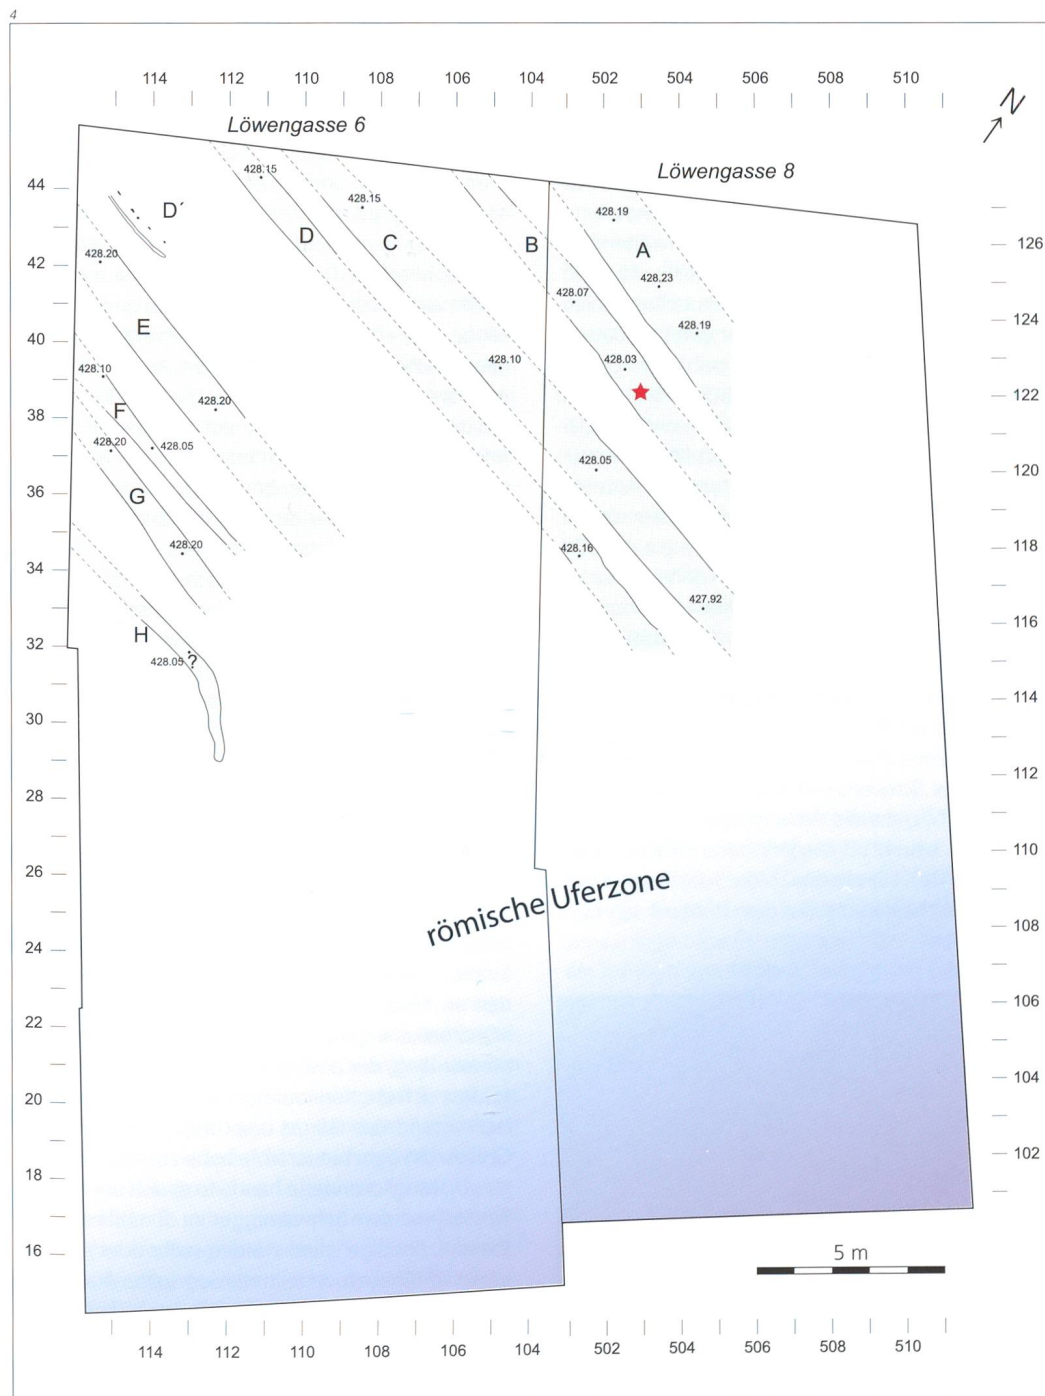 4
114 112 110 108 106 104 502 504 506 508 510
N
Löwengasse 6
Löwengasse 8
428.15
44
428.15
428.19
D´
D
C
B
A
126
42
428.20
428.23
428.07
428.19
124
E
40
428.10
428.10
428.03
122
F
428.20
38
428.20
428.05
428.05
120
G
36
428.20
428.16
118
34
427.92
H
116
32
428.05 ?
114
30
112
28
110
26
römische Uferzone
108
24
106
22
104
20
102
18
16
5 m
114 112 110 108 106 104 502 504 506 508 510